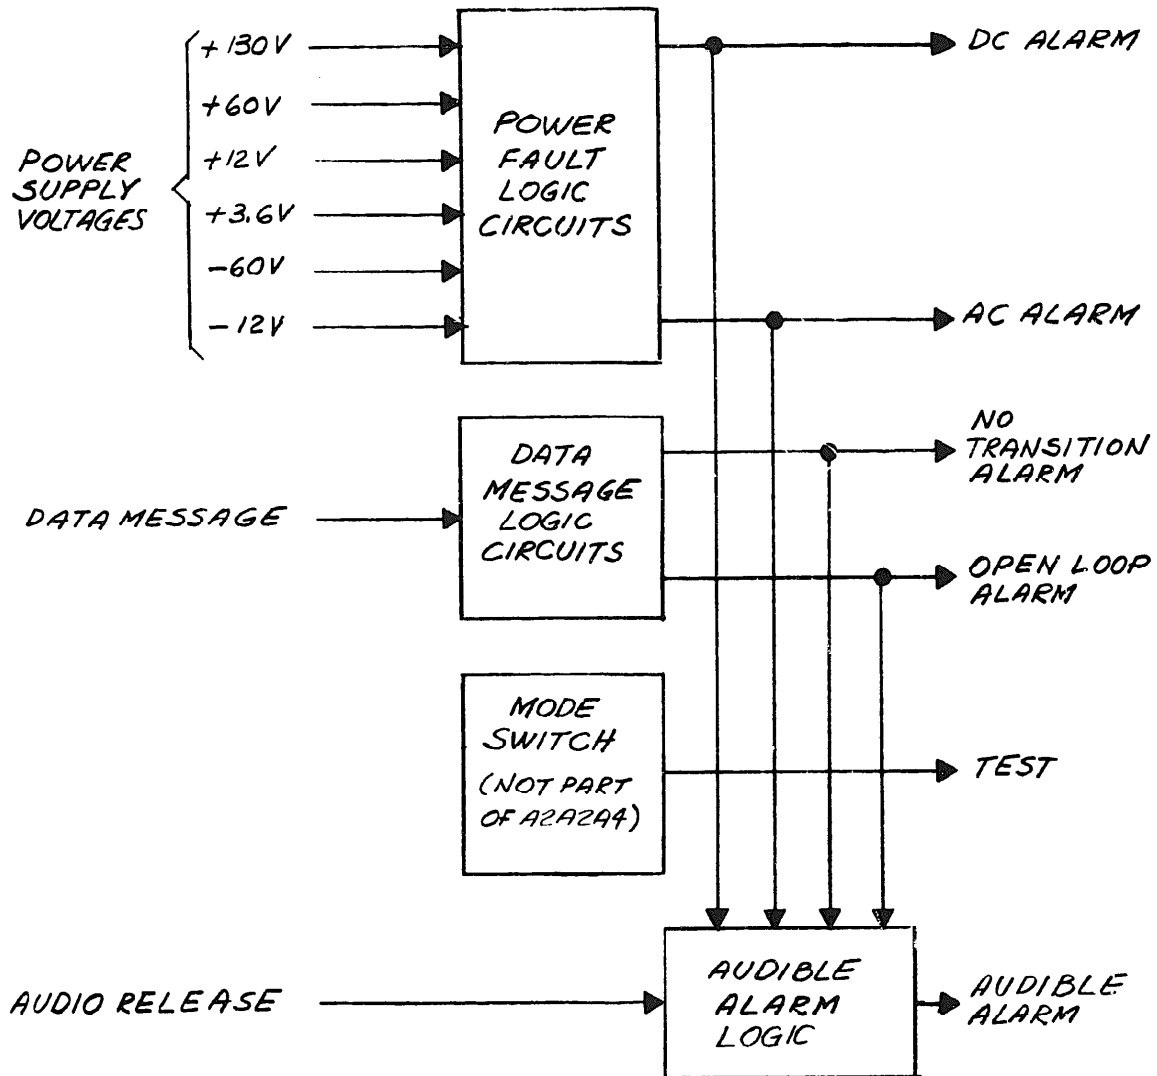 +130V
+60V
+12V
+3.6V
-60V
-12V
POWER
SUPPLY
VOLTAGES
POWER
FAULT
LOGIC
CIRCUITS
DC ALARM
AC ALARM
DATA MESSAGE
DATA
MESSAGE
LOGIC
CIRCUITS
NO
TRANSITION
ALARM
OPEN LOOP
ALARM
MODE
SWITCH
(NOT PART
OF A2A2A4)
TEST
AUDIO RELEASE
AUDIBLE
ALARM
LOGIC
AUDIBLE
ALARM